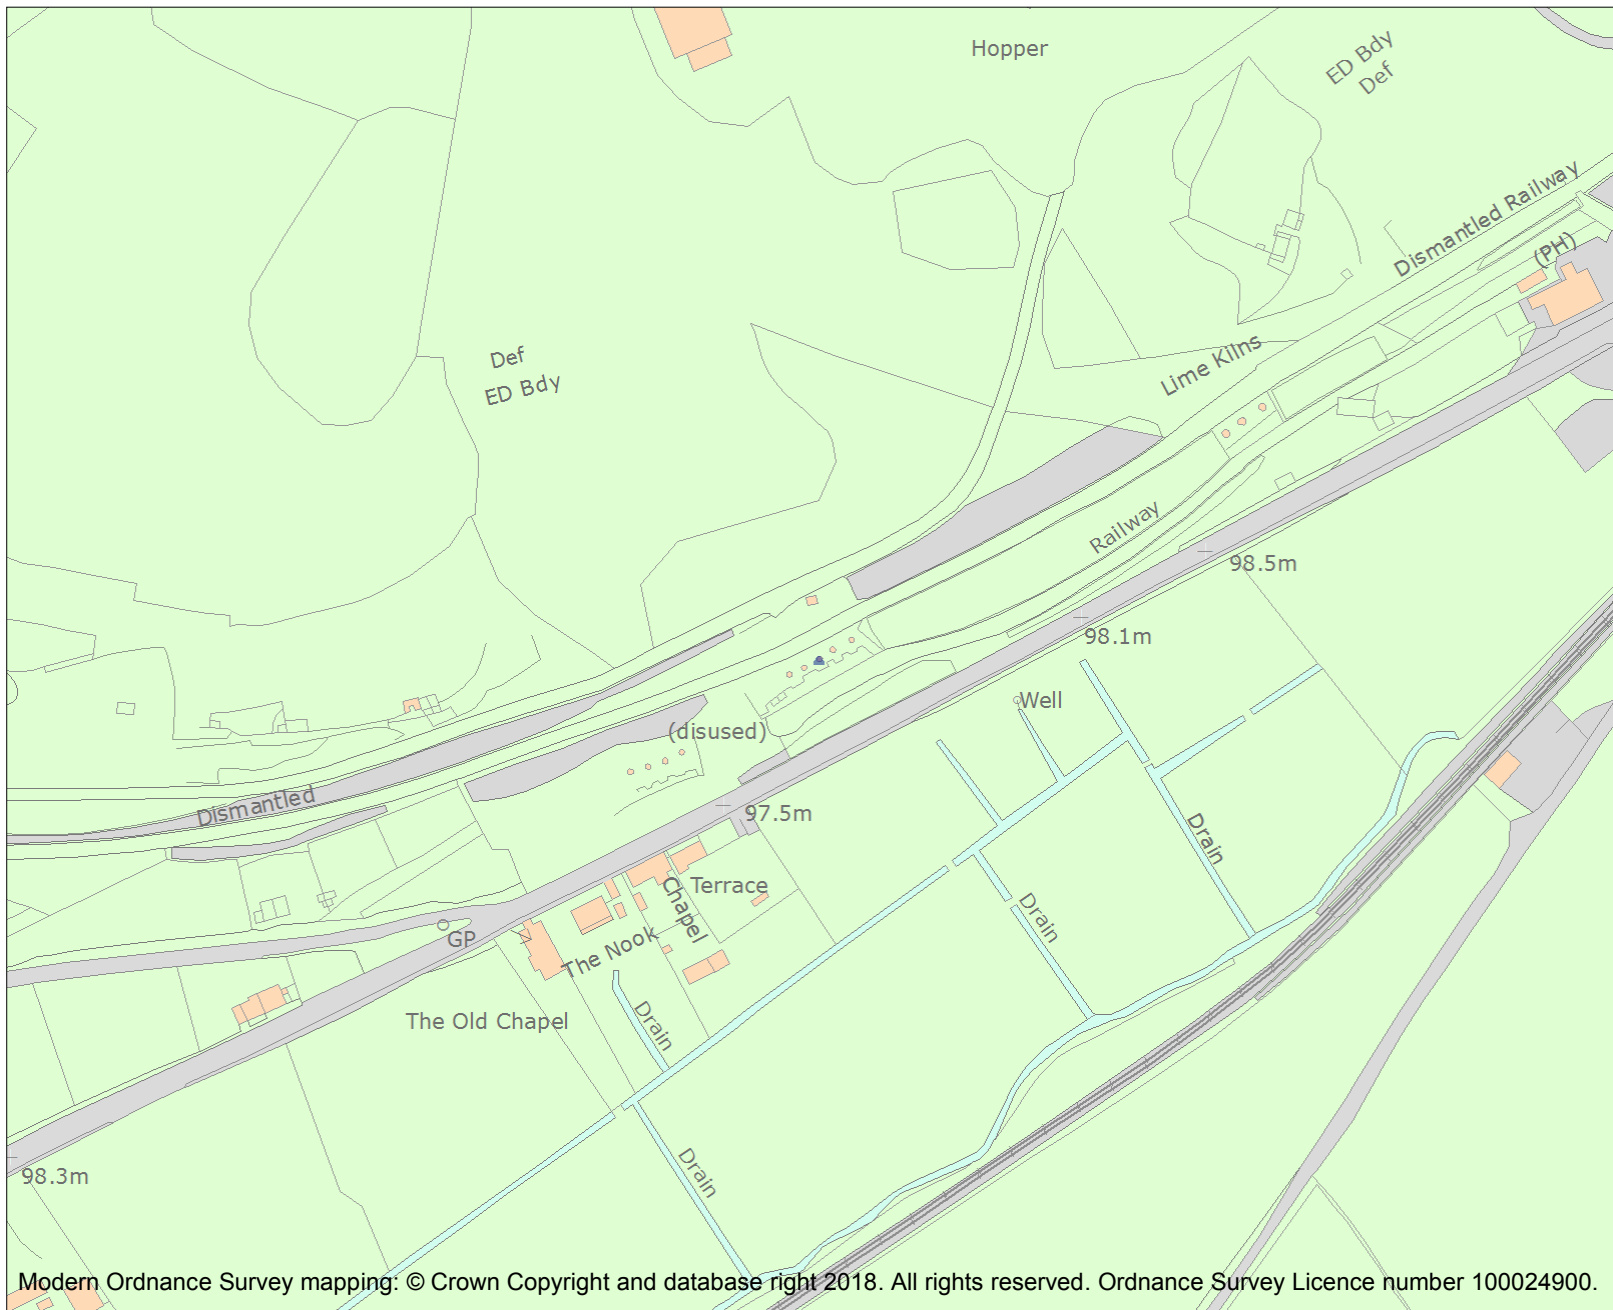 Hopper
ED Bdy
Def
Dismantled Railway
(PH)
Def
ED Bdy
Lime Kilns
Railway
98.5m
98.1m
Well
(disused)
Dismantled
97.5m
Drain
Terrace
Chapel
Drain
GP
The Nook
The Old Chapel
Drain
98.3m
Drain
Modern Ordnance Survey mapping: © Crown Copyright and database right 2018. All rights reserved. Ordnance Survey Licence number 100024900.